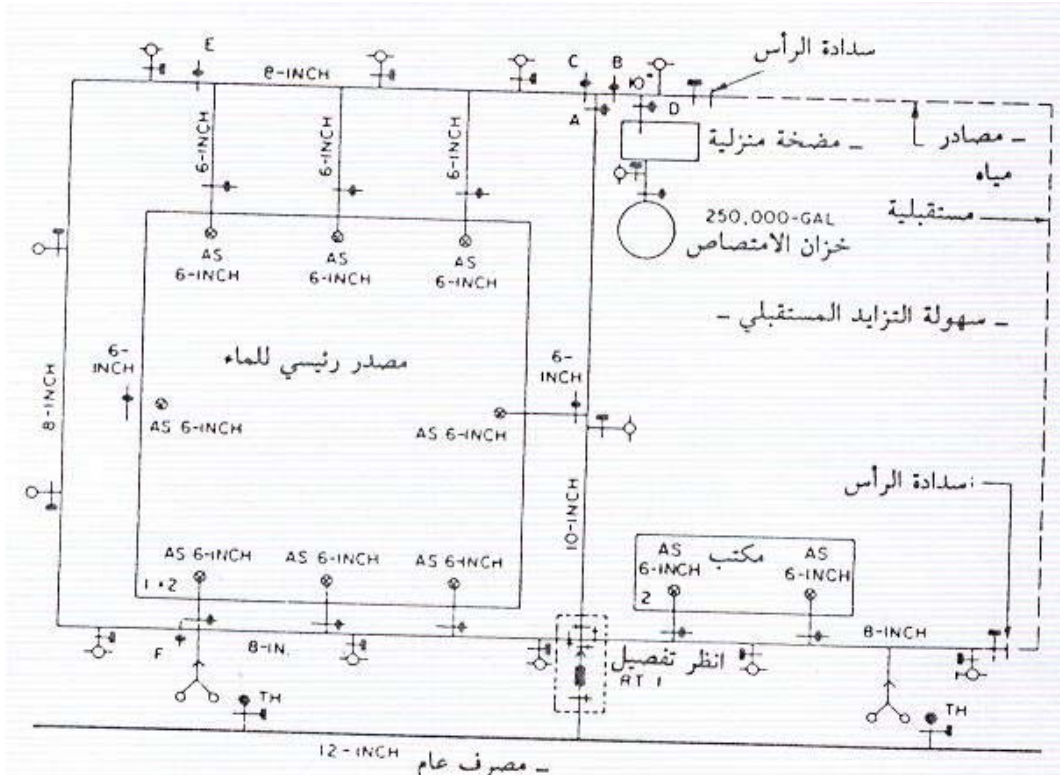 سدادة الرأس
E
8-INCH
C
B
A
D
6-INCH
6-INCH
6-INCH
ـ مضخة منزلية
ـ مصادر
مياه
مستقبلية
250,000-GAL
خزان الامتصاص
AS
6-INCH
AS
6-INCH
AS
6-INCH
ـ سهولة التزايد المستقبلي ـ
مصدر رئيسي للماء
6-
INCH
6-
INCH
8-INCH
AS 6-INCH
AS 6-INCH
سدادة الرأس
10-INCH
AS 6-INCH
AS 6-INCH
AS 6-INCH
AS
6-INCH
مكتب
AS
6-INCH
1+2
2
F
8-IN.
8-INCH
انظر تفصيل
RT 1
TH
TH
12-INCH
ـ مصرف عام